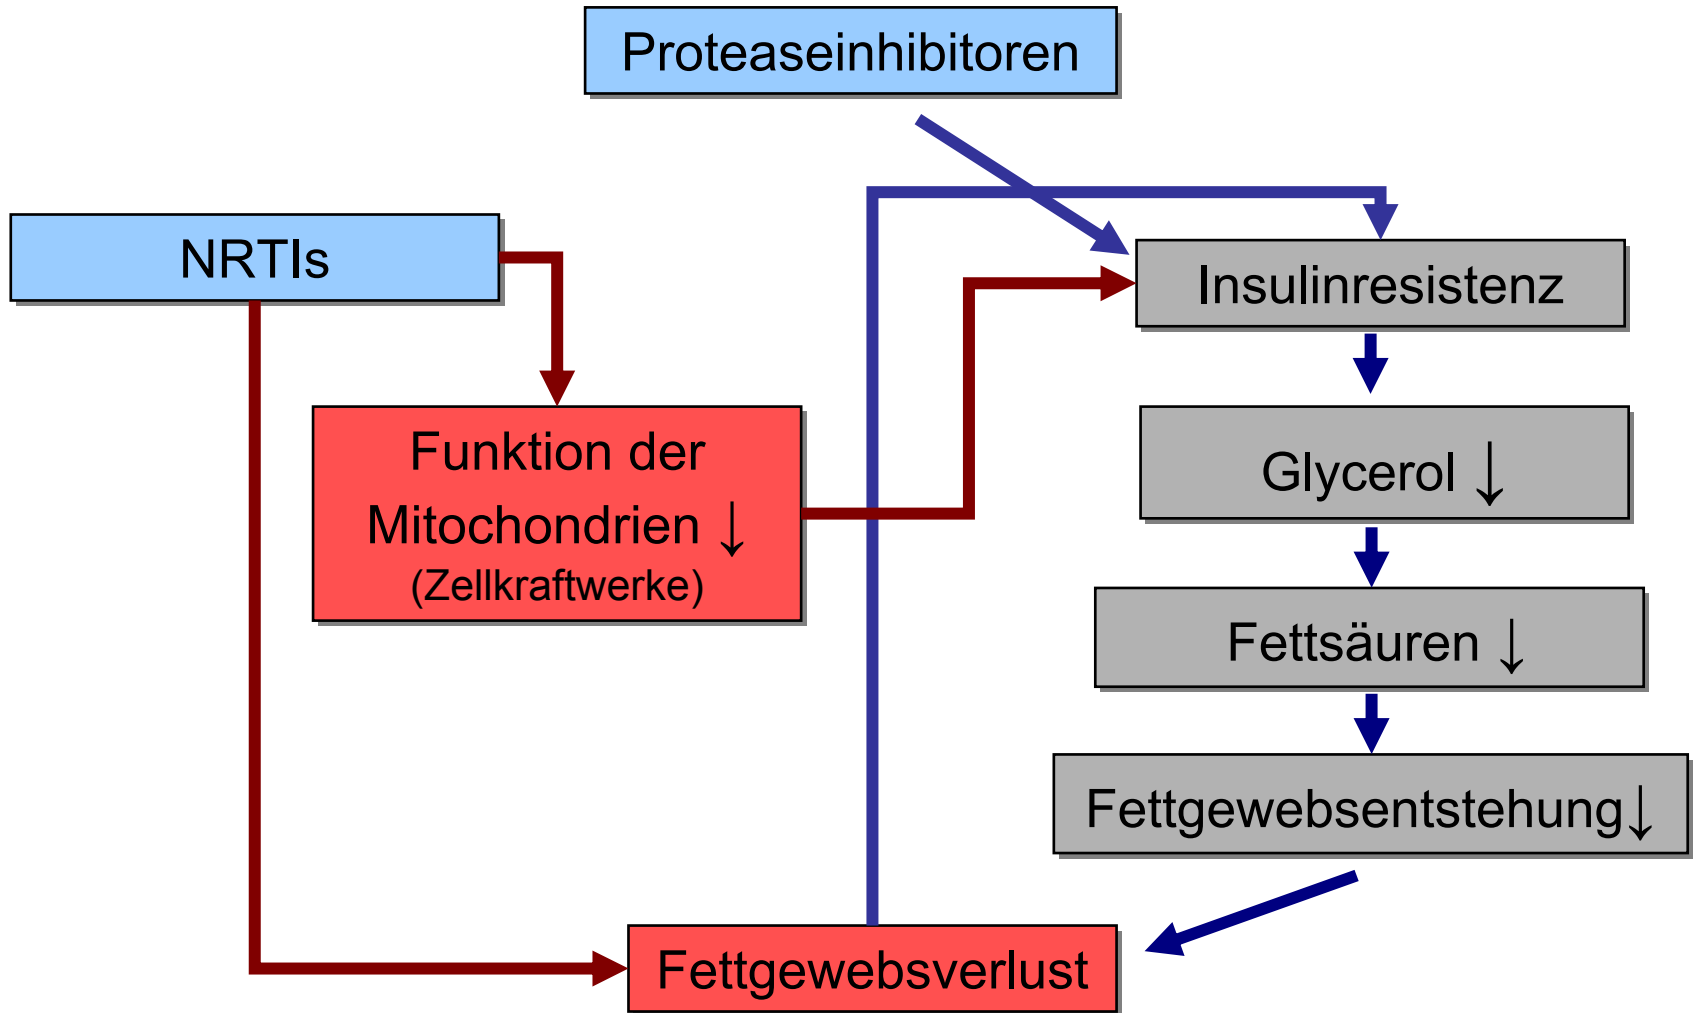 Proteaseinhibitoren
NRTIs
Insulinresistenz
Funktion der
Mitochondrien ↓
(Zellkraftwerke)
Glycerol ↓
Fettsäuren ↓
Fettgewebsentstehung↓
Fettgewebsverlust